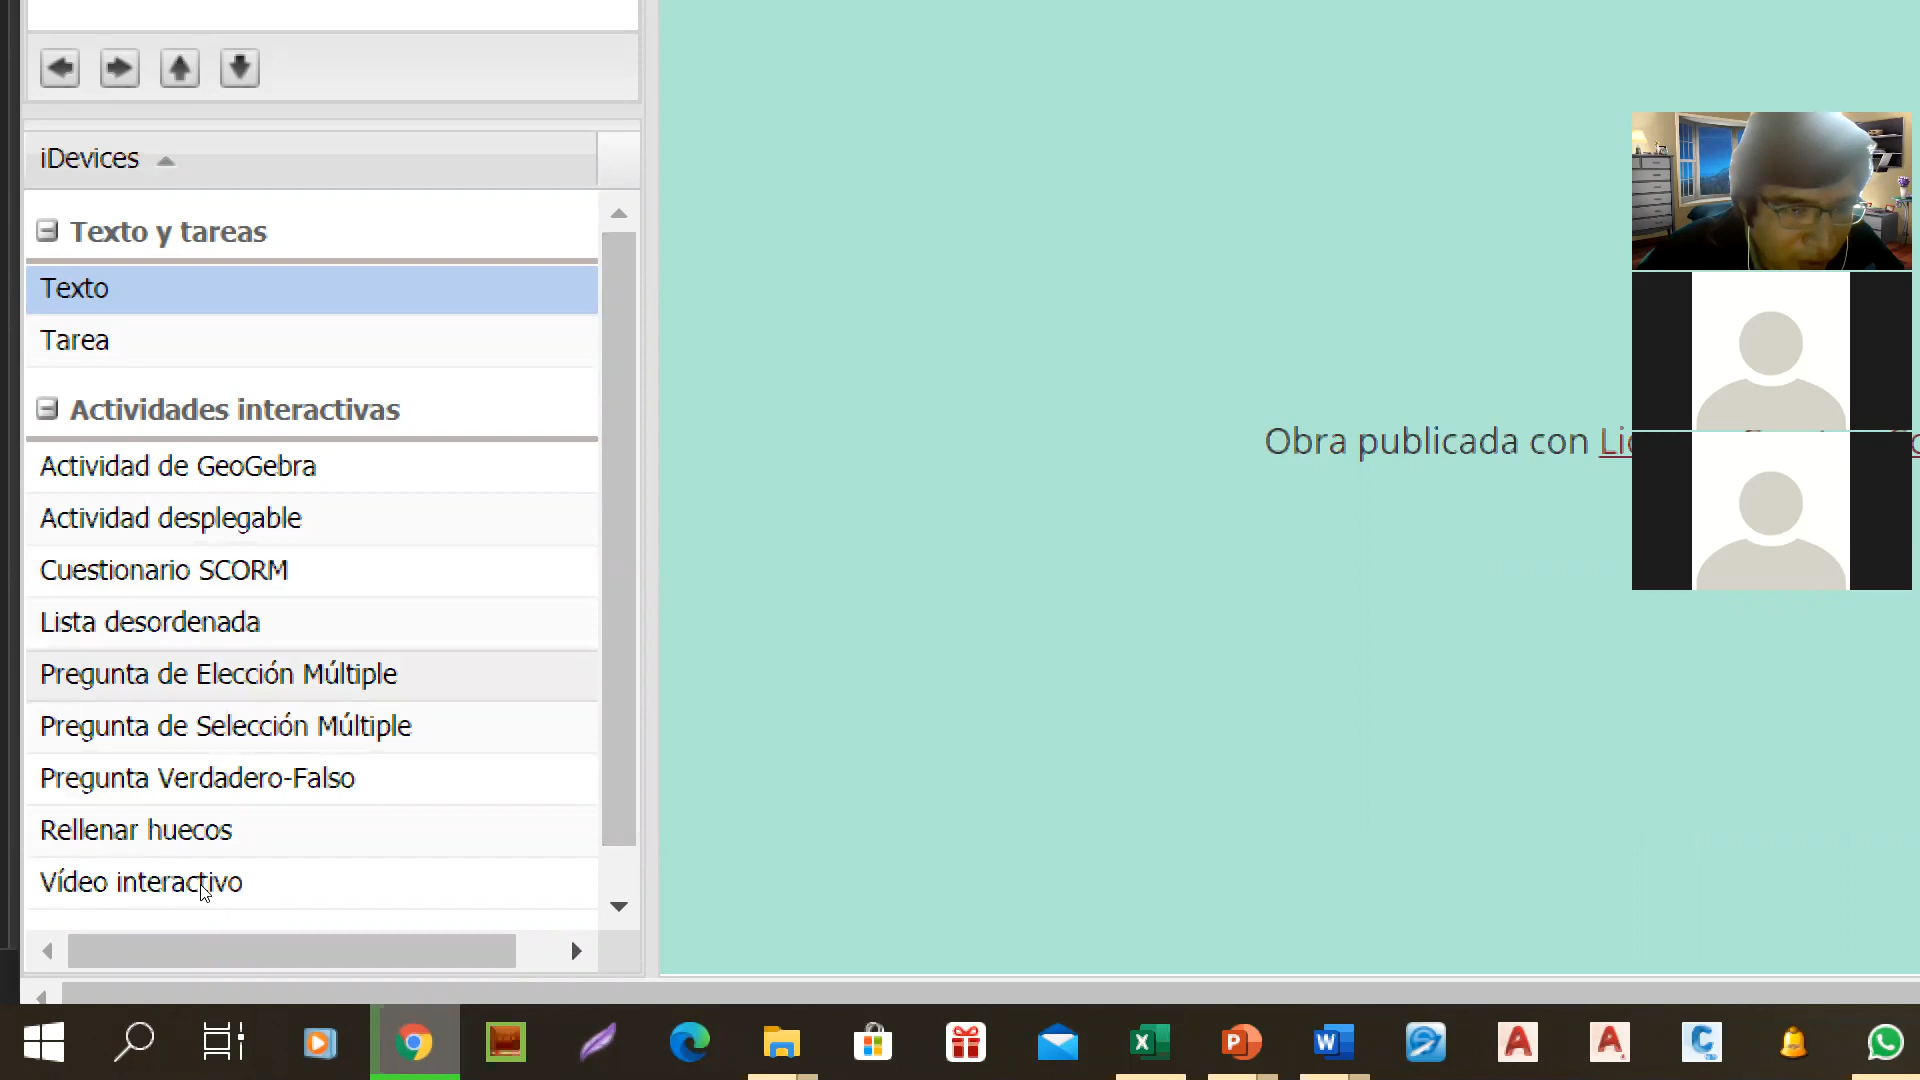 iDevices
Texto y tareas
Texto
Tarea
Actividades interactivas
Actividad de GeoGebra
Actividad desplegable
Cuestionario SCORM
Lista desordenada
Pregunta de Elección Múltiple
Pregunta de Selección Múltiple
Pregunta Verdadero-Falso
Rellenar huecos
Vídeo interactivo
Obra publicada con